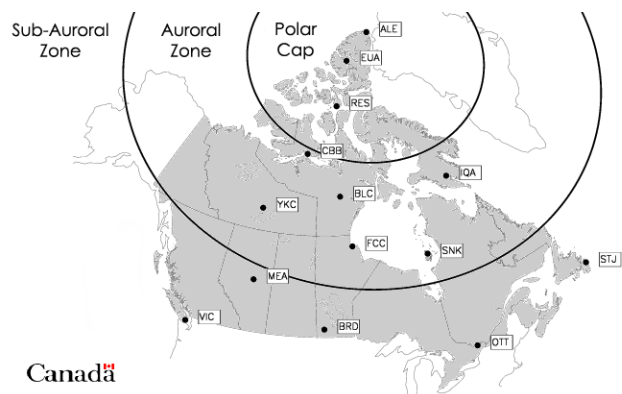 Sub-Auroral
Zone
Auroral
Zone
Polar
Cap
ALE
EUA
RES
CBB
IQA
BLC
YKC
FCC
SNK
STJ
MEA
VIC
BRD
OTT
Canada